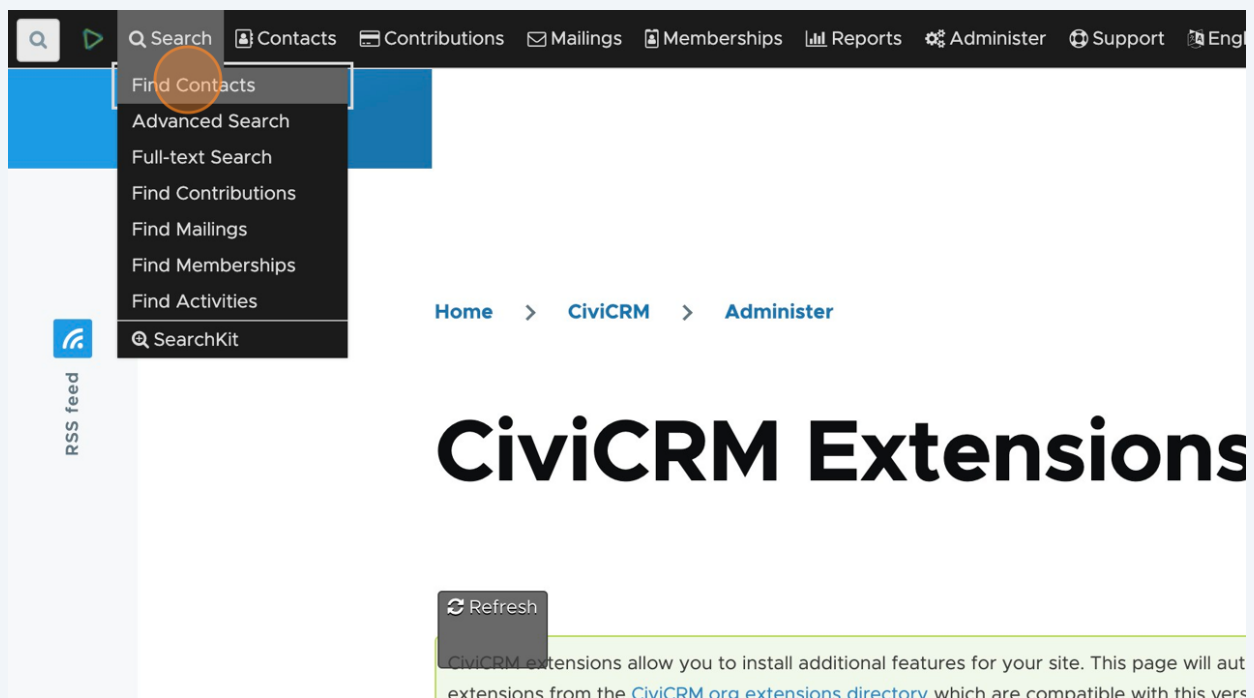 Search Contacts Contributions Mailings Memberships Reports Administer Support Engl
Find Contacts
Advanced Search
Full-text Search
Find Contributions
Find Mailings
Find Memberships
Find Activities
SearchKit
RSS feed
Home > CiviCRM > Administer
CiviCRM Extensions
Refresh
CiviCRM extensions allow you to install additional features for your site. This page will aut
extensions from the CiviCRM.org extensions directory which are compatible with this vers